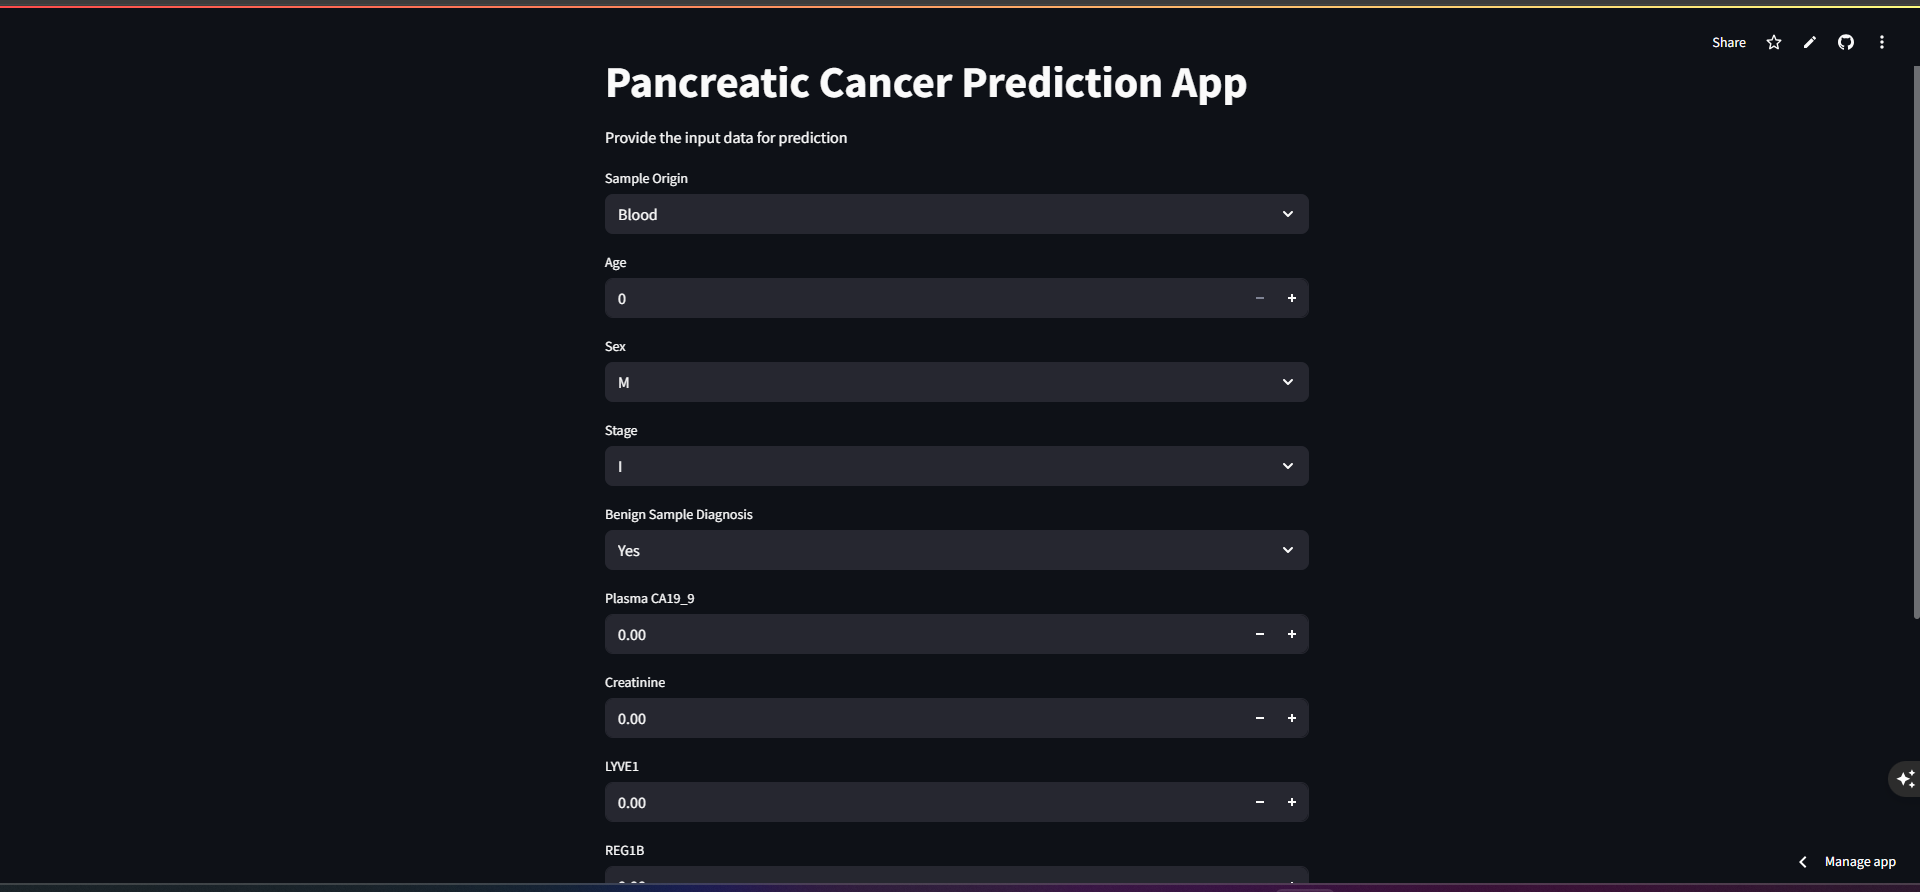 Share
Pancreatic Cancer Prediction App
Provide the input data for prediction
Sample Origin
Blood
Age
0
Sex
M
Stage
I
Benign Sample Diagnosis
Yes
Plasma CA19_9
0.00
Creatinine
0.00
LYVE1
0.00
REG1B
Manage app